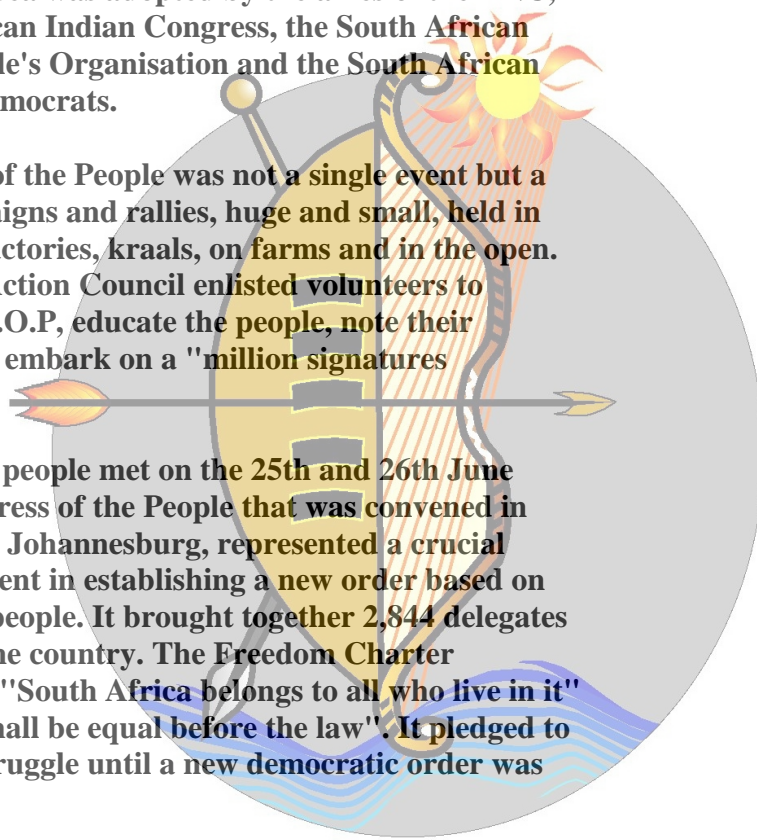 can Indian Congress, the South African
le's Organisation and the South African
mocrats.
of the People was not a single event but a
aigns and rallies, huge and small, held in
actories, kraals, on farms and in the open.
ction Council enlisted volunteers to
.O.P, educate the people, note their
embark on a "million signatures
people met on the 25th and 26th June
ress of the People that was convened in
Johannesburg, represented a crucial
ent in establishing a new order based on
people. It brought together 2,844 delegates
he country. The Freedom Charter
"South Africa belongs to all who live in it"
hall be equal before the law". It pledged to
ruggle until a new democratic order was